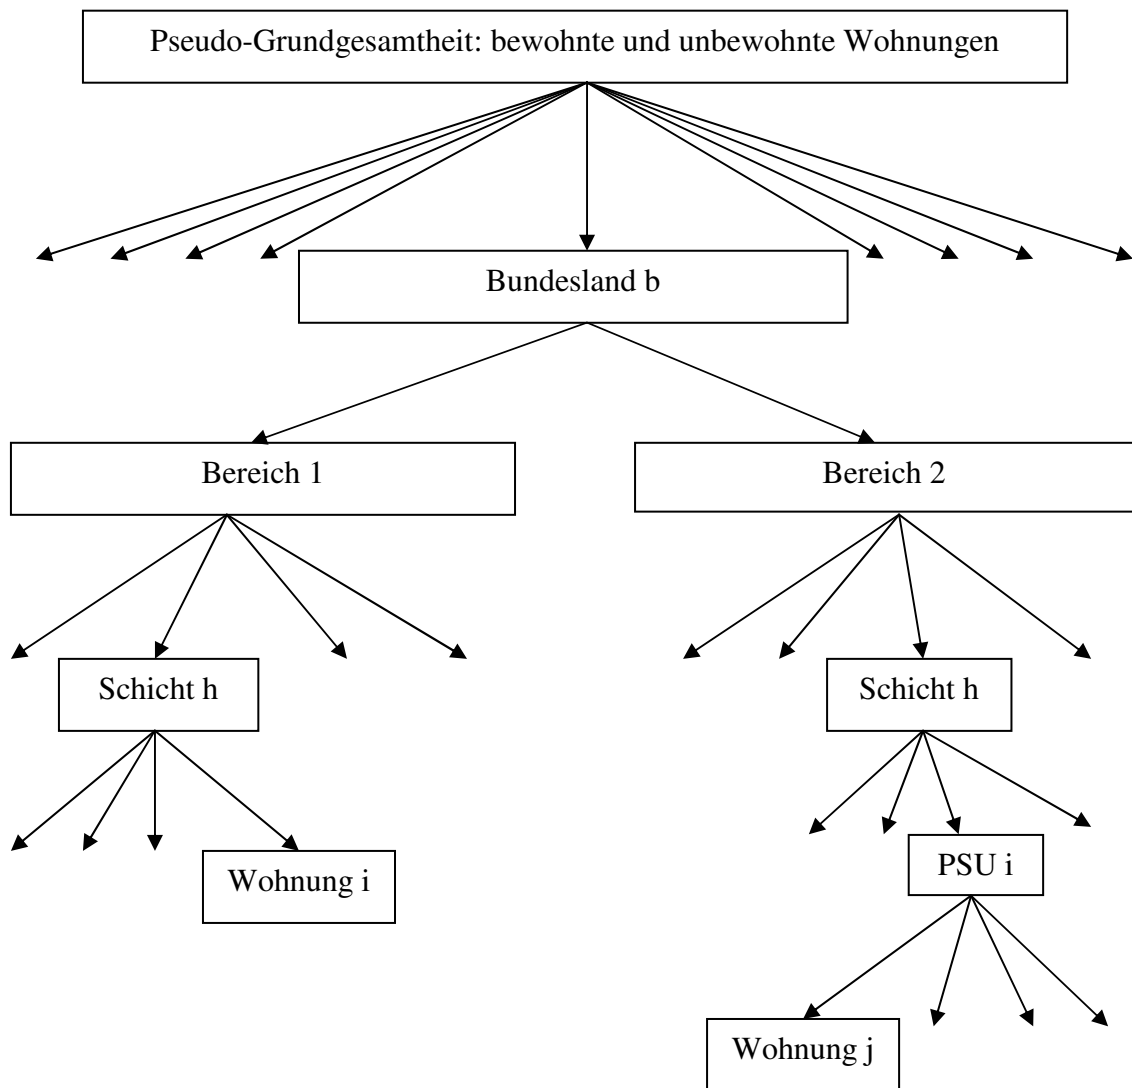 Pseudo-Grundgesamtheit: bewohnte und unbewohnte Wohnungen
Bundesland b
Bereich 1
Bereich 2
Schicht h
Schicht h
Wohnung i
PSU i
Wohnung j